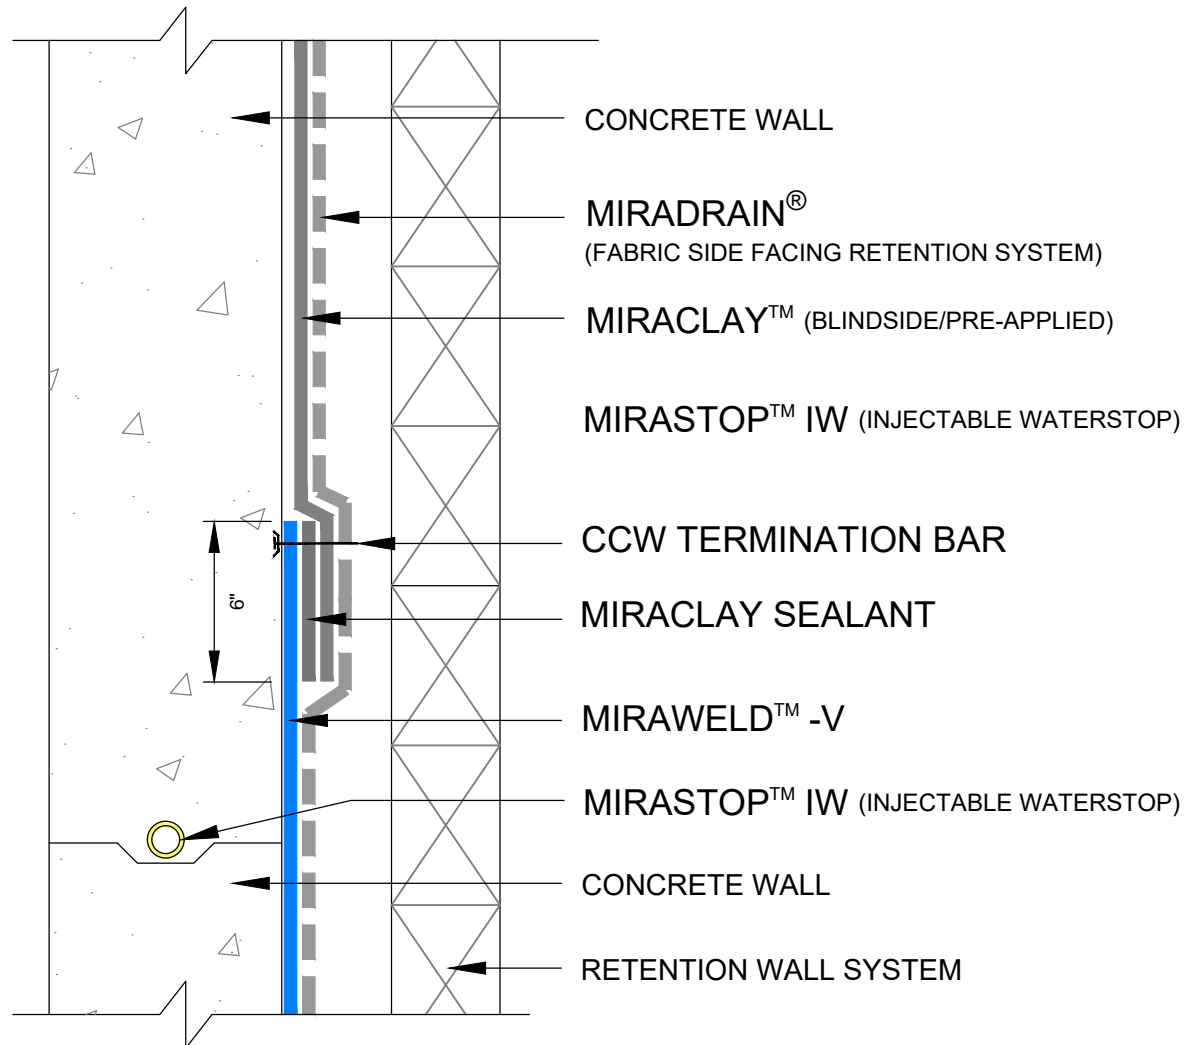 CONCRETE WALL
MIRADRAIN®
(FABRIC SIDE FACING RETENTION SYSTEM)
MIRACLAY™ (BLINDSIDE/PRE-APPLIED)
MIRASTOP™ IW (INJECTABLE WATERSTOP)
CCW TERMINATION BAR
6"
MIRACLAY SEALANT
MIRAWELD™ -V
MIRASTOP™ IW (INJECTABLE WATERSTOP)
CONCRETE WALL
RETENTION WALL SYSTEM